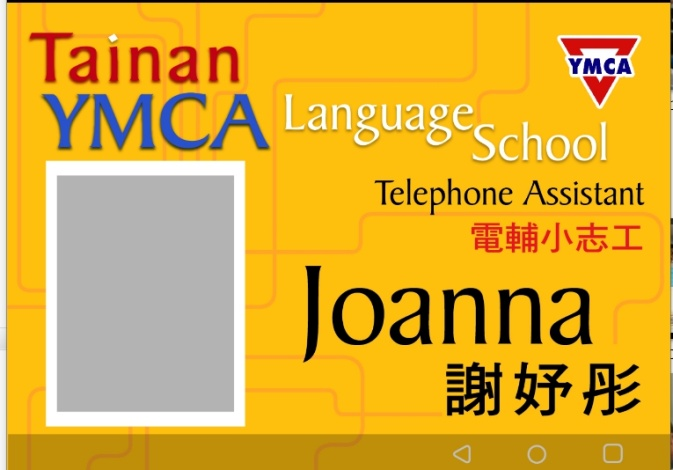 Tainan
YMCA
Language
School
YMCA
Telephone Assistant
電輔小志工
Joanna
謝妤彤